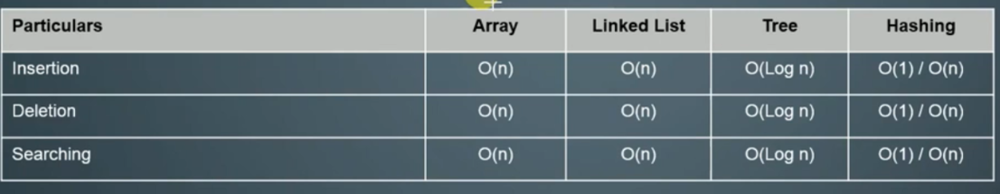 Particulars Array Linked List Tree Hashing
Insertion O(n) O(n) O(Log n) O(1) / O(n)
Deletion O(n) O(n) O(Log n) O(1) / O(n)
Searching O(n) O(n) O(Log n) O(1) / O(n)